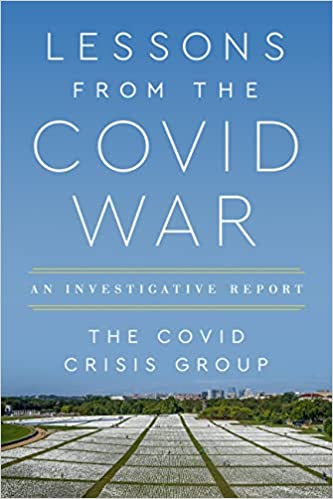 LESSONS
FROM THE
COVID
WAR
AN INVESTIGATIVE REPORT
THE COVID
CRISIS GROUP